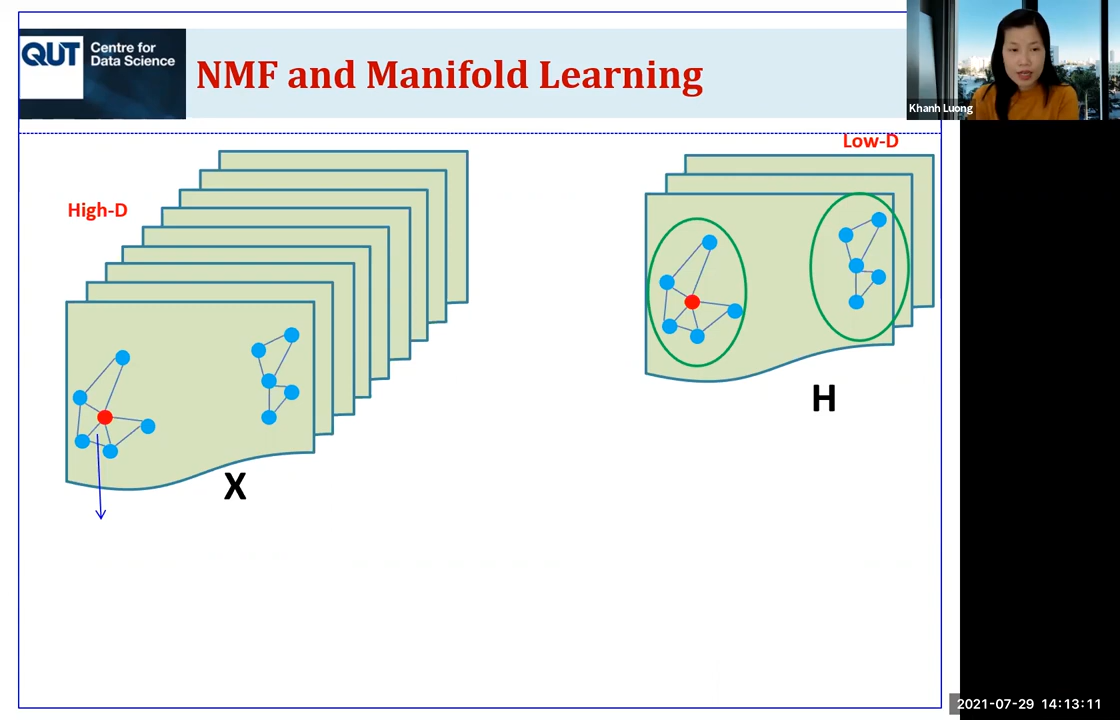 QUT
Centre for
Data Science
NMF and Manifold Learning
Khanh Luong
Low-D
High-D
H
X
2021-07-29 14:13:11